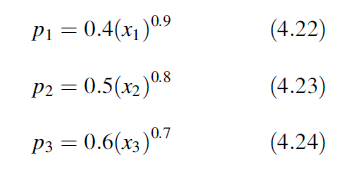 p₁ = 0.4(x₁)^0.9 (4.22)
p₂ = 0.5(x₂)^0.8 (4.23)
p₃ = 0.6(x₃)^0.7 (4.24)